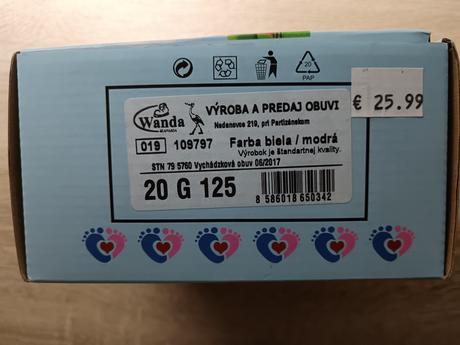 20
PAP
€ 25.99
Wanda
VÝROBA A PREDAJ OBUVI
Nedanovce 219, pri Partizánskom
019 109797 Farba biela / modrá
Výrobok je štandartnej kvality.
STN 79 5760 Vychádzková obuv 06/2017
20 G 125
8 586018 650342